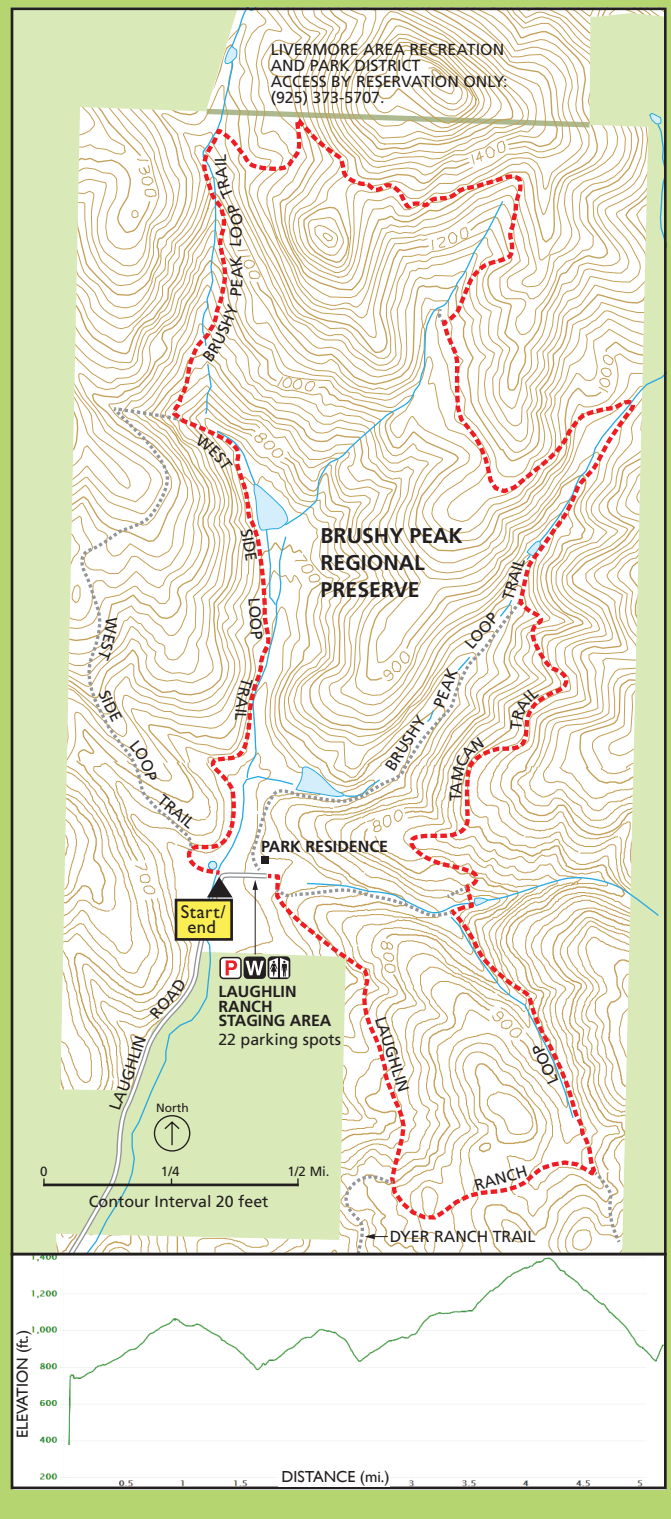 LIVERMORE AREA RECREATION
AND PARK DISTRICT
ACCESS BY RESERVATION ONLY:
(925) 373-5707.
1300
1400
1200
BRUSHY PEAK LOOP TRAIL
1000
1000
WEST
SIDE
LOOP
TRAIL
800
BRUSHY PEAK
REGIONAL
PRESERVE
WEST
SIDE
LOOP
TRAIL
900
BRUSHY PEAK LOOP TRAIL
TAMCAN
TRAIL
800
700
PARK RESIDENCE
Start/
end
P W
LAUGHLIN
RANCH
STAGING AREA
22 parking spots
LAUGHLIN ROAD
800
900
LAUGHLIN
RANCH
LOOP
North
0 1/4 1/2 Mi.
Contour Interval 20 feet
DYER RANCH TRAIL
ELEVATION (ft.)
1,400
1,200
1,000
800
600
400
200
0.5 1 1.5 3 3.5 4 4.5 5
DISTANCE (mi.)